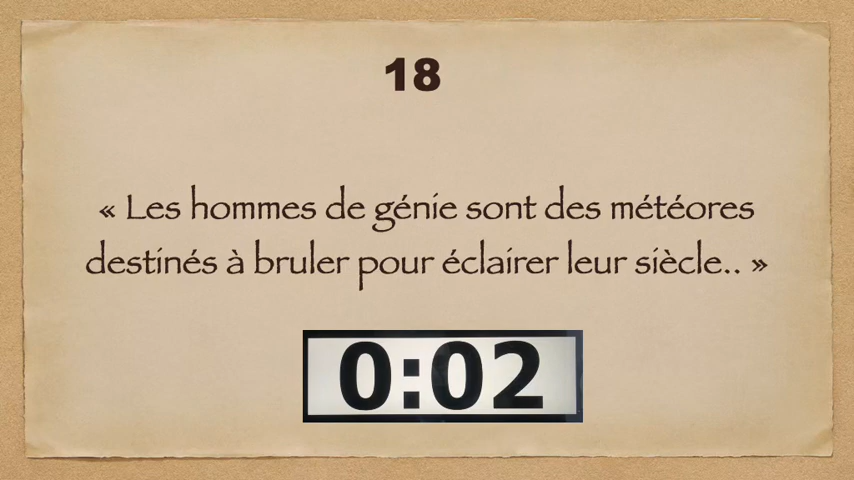 18
« Les hommes de génie sont des météores
destinés à bruler pour éclairer leur siècle.. »
0:02